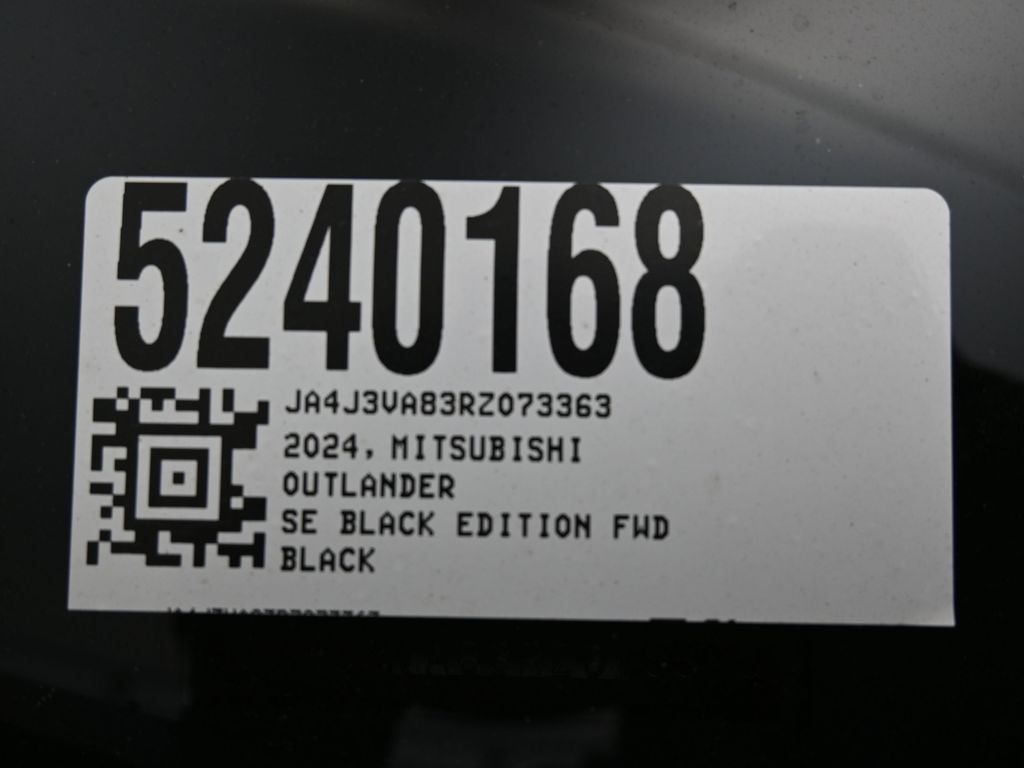 5240168
JA4J3VA83RZ073363
2024, MITSUBISHI
OUTLANDER
SE BLACK EDITION FWD
BLACK